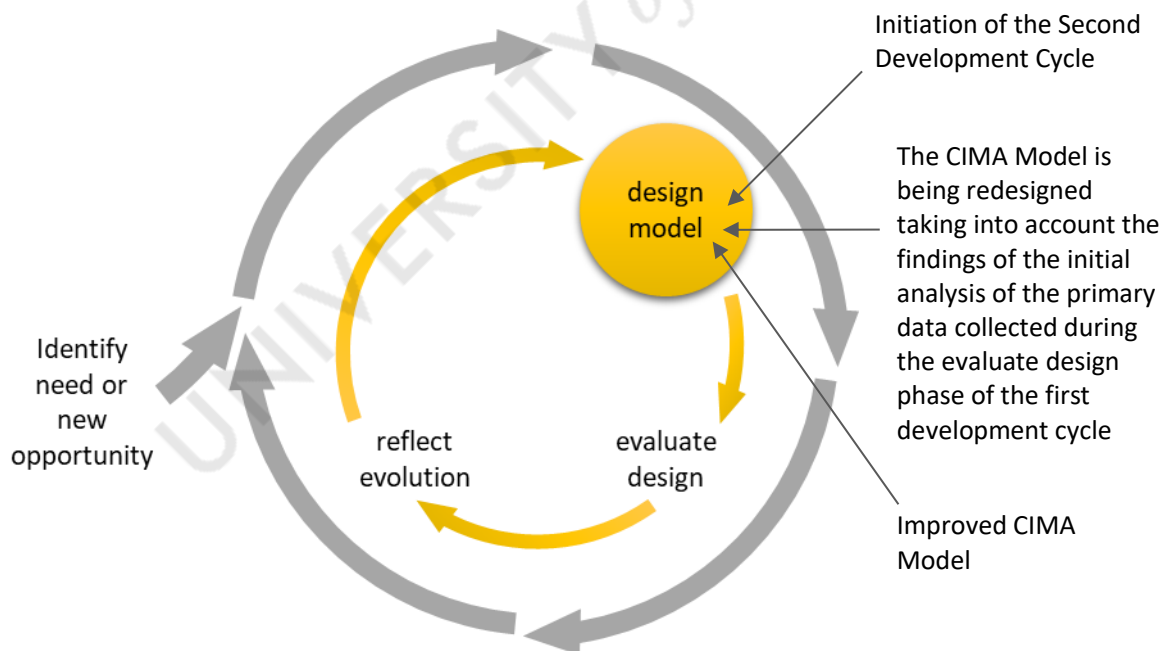 UNIVERSITY of
Initiation of the Second
Development Cycle
design
model
The CIMA Model is
being redesigned
taking into account the
findings of the initial
analysis of the primary
data collected during
the evaluate design
phase of the first
development cycle
Identify
need or
new
opportunity
reflect
evolution
evaluate
design
Improved CIMA
Model